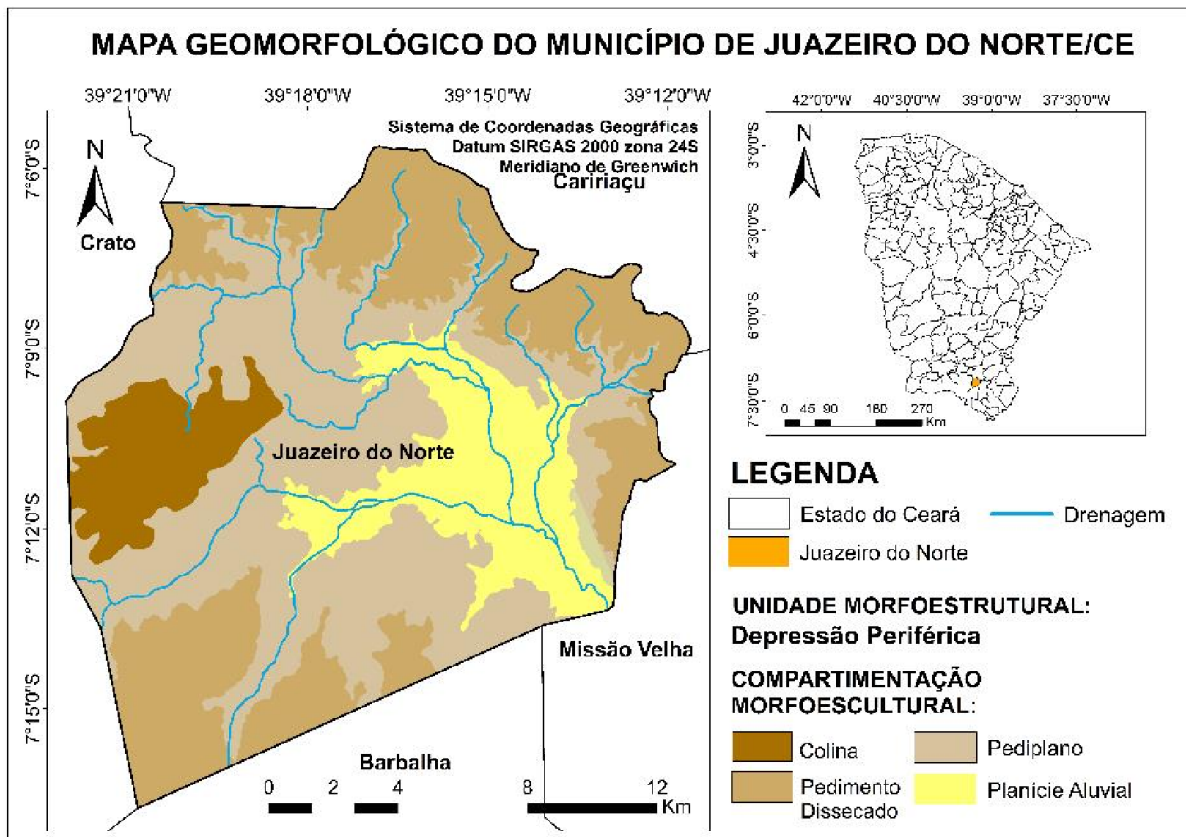 MAPA GEOMORFOLÓGICO DO MUNICÍPIO DE JUAZEIRO DO NORTE/CE
39°21'0"W 39°18'0"W 39°15'0"W 39°12'0"W
Sistema de Coordenadas Geográficas
Datum SIRGAS 2000 zona 24S
Meridiano de Greenwich
N
7°6'0"S
7°9'0"S
7°12'0"S
7°15'0"S
Caririaçu
Crato
Juazeiro do Norte
Missão Velha
Barbalha
0 2 4 8 12
Km
42°0'0"W 40°30'0"W 39°0'0"W 37°30'0"W
N
3°0'0"S
4°30'0"S
6°0'0"S
7°30'0"S
0 45 90 180 270
Km
LEGENDA
Estado do Ceará Drenagem
Juazeiro do Norte
UNIDADE MORFOESTRUTURAL:
Depressão Periférica
COMPARTIMENTAÇÃO
MORFOESCULTURAL:
Colina Pediplano
Pedimento Planície Aluvial
Dissecado